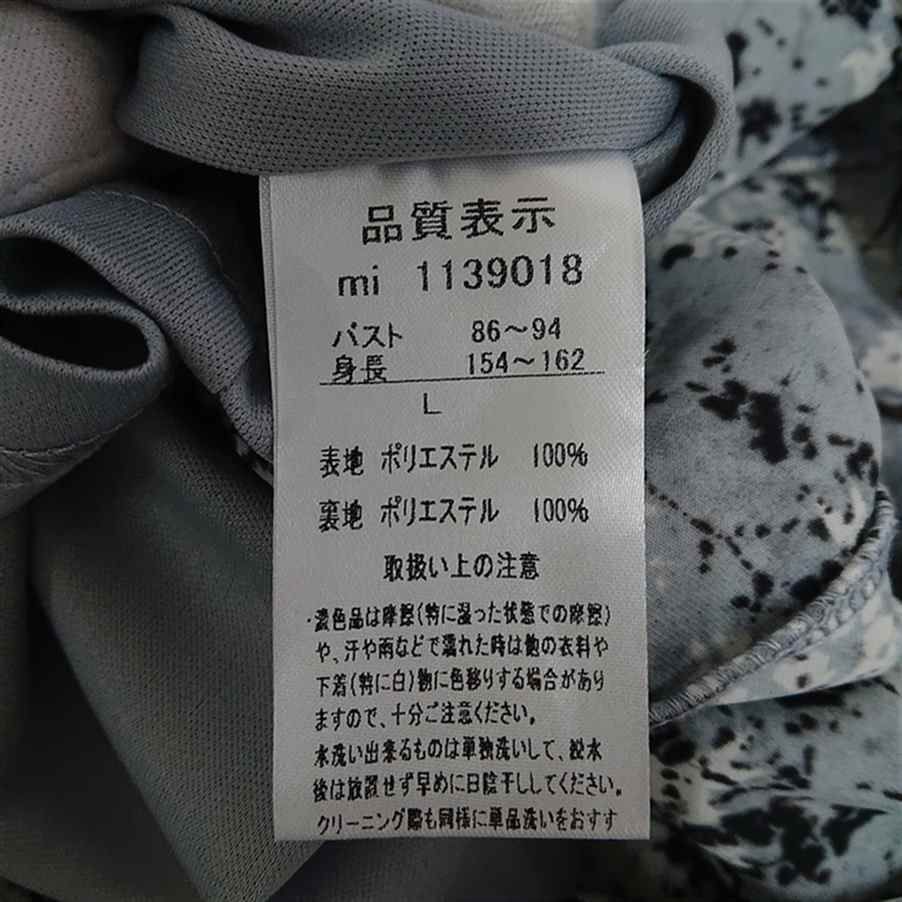 品質表示
mi 1139018
バスト 86～94
身長 154～162
L
表地 ポリエステル 100%
裏地 ポリエステル 100%
取扱い上の注意
・濃色品は摩擦(特に湿った状態での摩擦)
や、汗や雨などで濡れた時は他の衣料や
下着(特に白)物に色移りする場合があり
ますので、十分ご注意ください。
水洗い出来るものは単独洗いして、脱水
後は放置せず早めに日陰干ししてください。
クリーニング際も同様に単品洗いをおすす